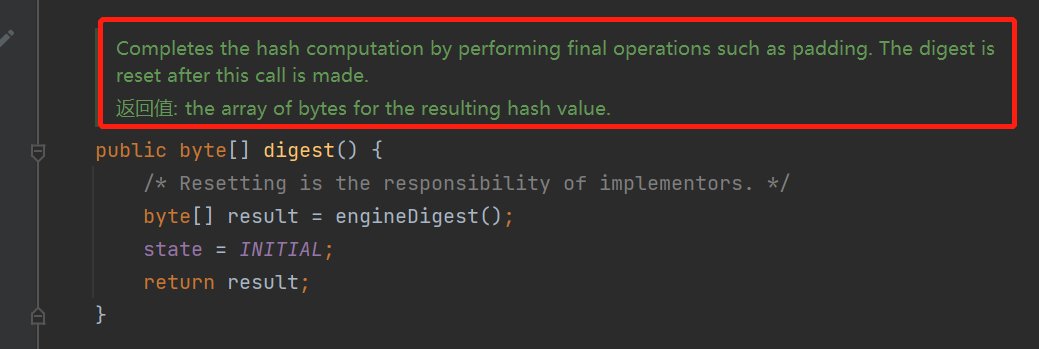 Completes the hash computation by performing final operations such as padding. The digest is
reset after this call is made.
返回值: the array of bytes for the resulting hash value.
public byte[] digest() {
/* Resetting is the responsibility of implementors. */
byte[] result = engineDigest();
state = INITIAL;
return result;
}